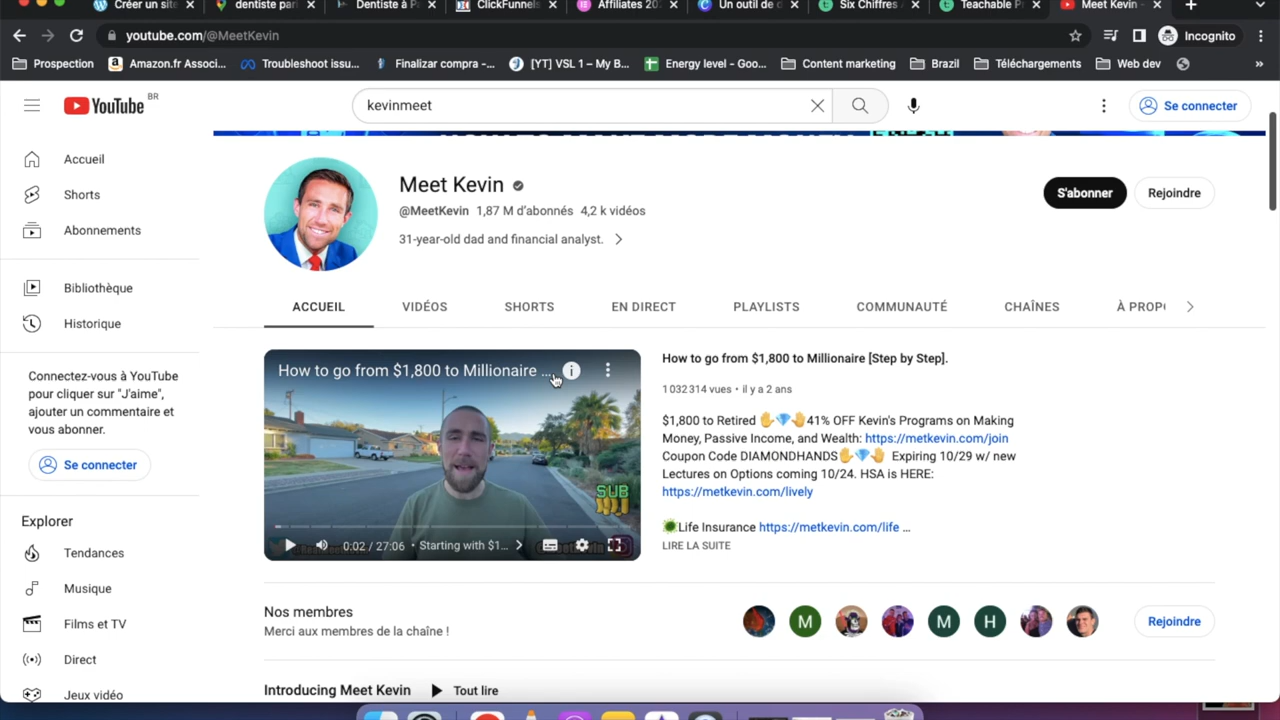 Créer un site
dentiste pari
Dentiste à P
ClickFunnels
Affiliates 20
Un outil de d
Six Chiffres
Teachable P
Meet Kevin -
youtube.com/@MeetKevin
Incognito
Prospection
Amazon.fr Associ...
Troubleshoot issu...
Finalizar compra -...
[YT] VSL 1 – My B...
Energy level - Goo...
Content marketing
Brazil
Téléchargements
Web dev
»
YouTube BR
kevinmeet
Se connecter
Accueil
Shorts
Abonnements
Bibliothèque
Historique
Connectez-vous à YouTube
pour cliquer sur "J'aime",
ajouter un commentaire et
vous abonner.
Se connecter
Explorer
Tendances
Musique
Films et TV
Direct
Jeux vidéo
HOW TO MAKE MORE MONEY
Meet Kevin
@MeetKevin 1,87 M d'abonnés 4,2 k vidéos
31-year-old dad and financial analyst.
S'abonner
Rejoindre
ACCUEIL
VIDÉOS
SHORTS
EN DIRECT
PLAYLISTS
COMMUNAUTÉ
CHAÎNES
À PROP
How to go from $1,800 to Millionaire ...
SUB
0:02 / 27:06 • Starting with $1...
How to go from $1,800 to Millionaire [Step by Step].
1 032 314 vues • il y a 2 ans
$1,800 to Retired ✋💎🤚41% OFF Kevin's Programs on Making
Money, Passive Income, and Wealth: https://metkevin.com/join
Coupon Code DIAMONDHANDS✋💎🤚 Expiring 10/29 w/ new
Lectures on Options coming 10/24. HSA is HERE:
https://metkevin.com/lively
Life Insurance https://metkevin.com/life ...
LIRE LA SUITE
Nos membres
Merci aux membres de la chaîne !
M
M
H
Rejoindre
Introducing Meet Kevin
Tout lire